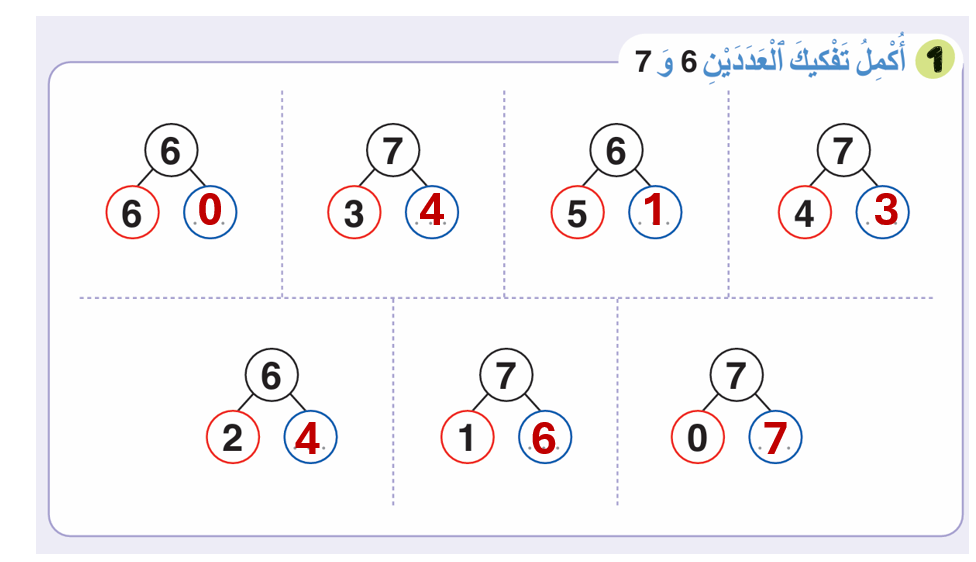 1 أُكْمِلُ تَفْكيكَ ٱلْعَدَدَيْنِ 6 وَ 7
6 7 6 7
6 .0. 3 .4. 5 .1. 4 .3.
6 7 7
2 4. 1 .6. 0 .7.